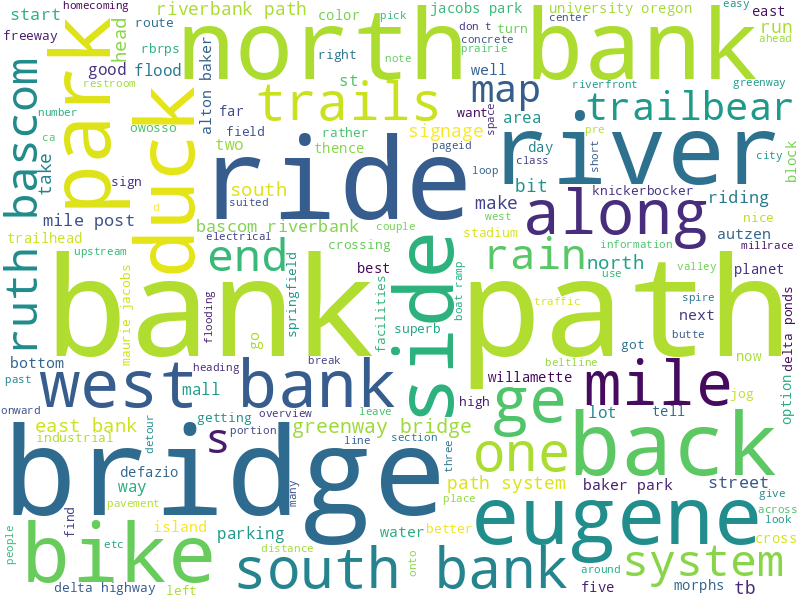 homecoming
start
route
freeway
rbrps
good
flood
restroom
head
park
duck
number
owosso
ca
take
sign
ruth bascom
mile post
trailhead
d
upstream
maurie jacobs
riverbank path
color
pick
jacobs park
university oregon
easy
east
don t
turn
center
run
concrete
prairie
ahead
note
north bank
right
st
well
riverfront
greenway
alton baker
trails
map
want
space
trailbear
far
field
rather
signage
area
two
thence
pageid
day
pre
city
block
class
short
loop
ride
river
south
suited
bit
knickerbocker
riding
nice
make
along
west
autzen
millrace
bascom riverbank
couple
stadium
electrical
crossing
end
side
rain
north
information
valley
planet
best
use
flooding
springfield
go
facilities
boat ramp
superb
bank
path
traffic
spire
next
butte
delta ponds
now
got
beltline
bottom
past
heading
break
willamette
west bank
mall
high
ge
mile
jog
option
onward
getting
overview
leave
lot
tell
east bank
s
portion
greenway bridge
industrial
detour
line
section
many
three
one
back
bridge
defazio
way
path system
baker park
street
give
pavement
place
across
look
find
island
eugene
people
etc
parking
water
better
cross
bike
distance
onto
around
system
south bank
delta highway
left
five
morphs
tb